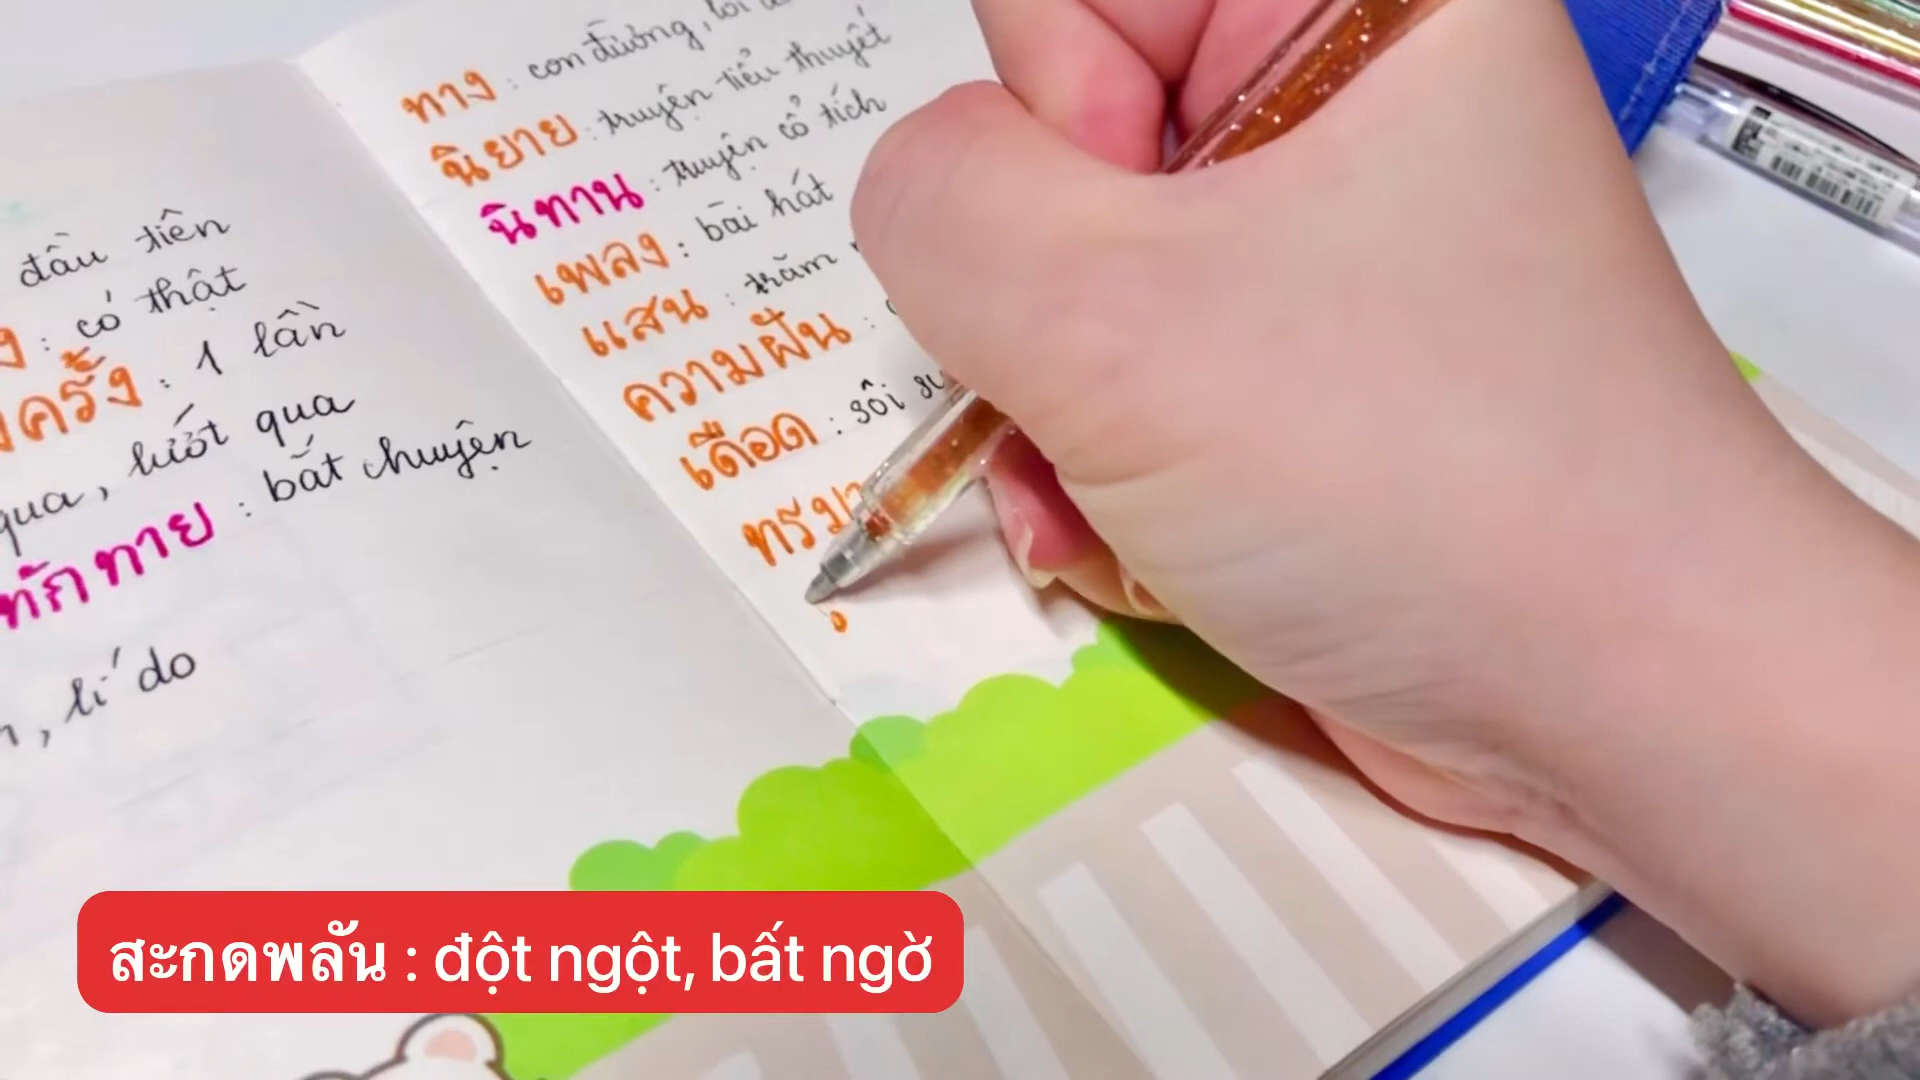 đầu tiên
ง : có thật
ครั้ง : 1 lần
qua, lướt qua
ทักทาย : bắt chuyện
, lí do
ทาง : con đường, lối
นิยาย : truyện tiểu thuyết
นิทาน : truyện cổ tích
เพลง : bài hát
แสน : trăm
ความฝัน :
เดือด : sôi
สะกดพลัน : đột ngột, bất ngờ